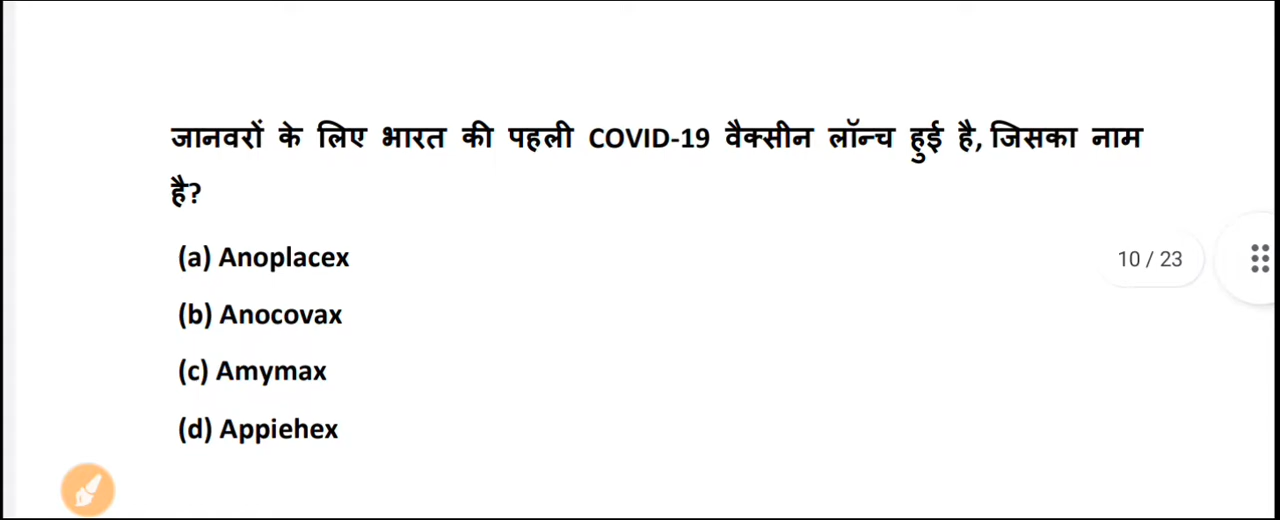 जानवरों के लिए भारत की पहली COVID-19 वैक्सीन लॉन्च हुई है, जिसका नाम
है?
(a) Anoplacex
10 / 23
(b) Anocovax
(c) Amymax
(d) Appiehex